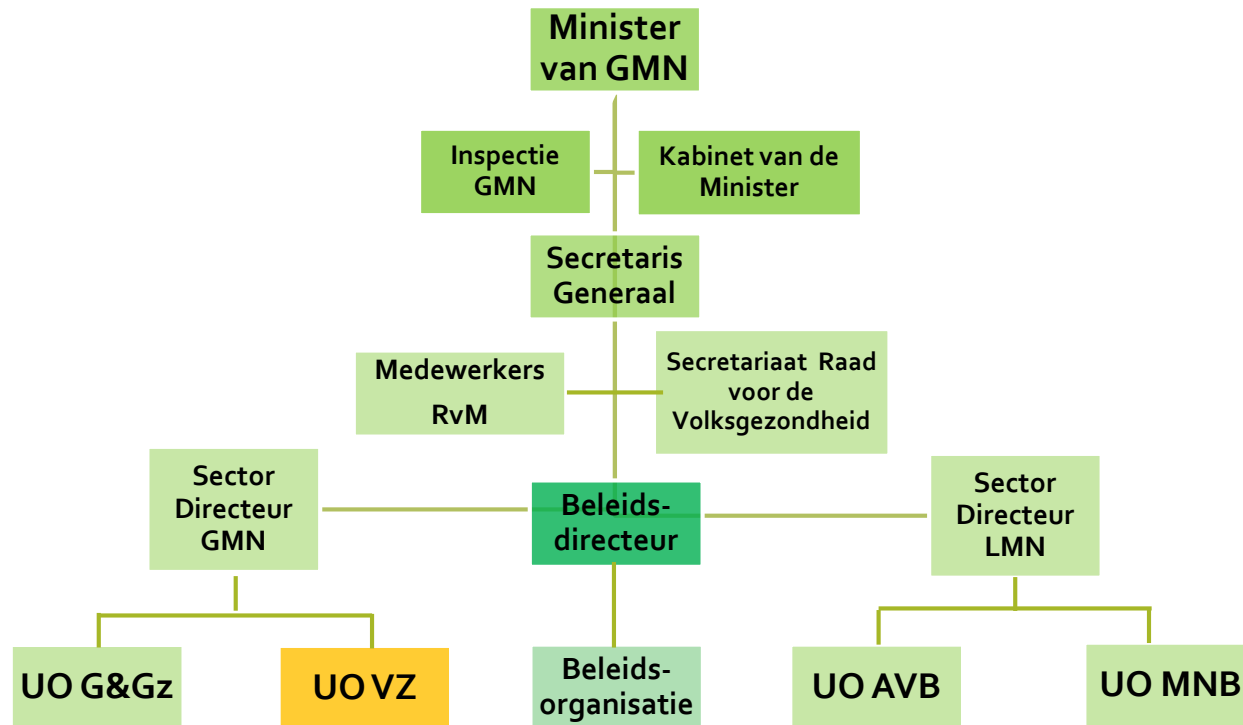 Minister
van GMN
Inspectie
GMN
Kabinet van de
Minister
Secretaris
Generaal
Medewerkers
RvM
Secretariaat Raad
voor de
Volksgezondheid
Sector
Directeur
GMN
Beleids-
directeur
Sector
Directeur
LMN
UO G&Gz
UO VZ
Beleids-
organisatie
UO AVB
UO MNB